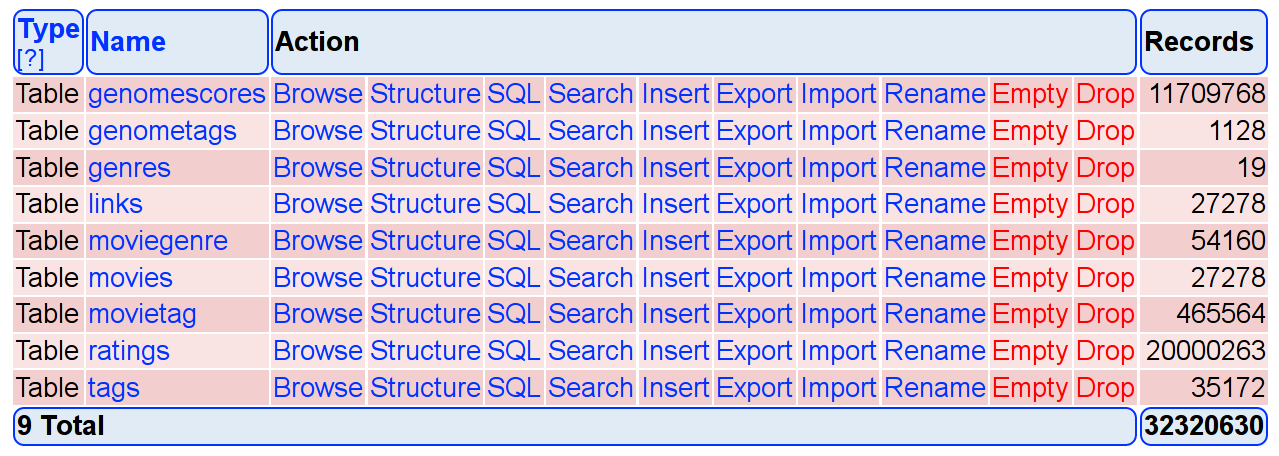 Type Name Action Records
[?]
Table genomescores Browse Structure SQL Search Insert Export Import Rename Empty Drop 11709768
Table genometags Browse Structure SQL Search Insert Export Import Rename Empty Drop 1128
Table genres Browse Structure SQL Search Insert Export Import Rename Empty Drop 19
Table links Browse Structure SQL Search Insert Export Import Rename Empty Drop 27278
Table moviegenre Browse Structure SQL Search Insert Export Import Rename Empty Drop 54160
Table movies Browse Structure SQL Search Insert Export Import Rename Empty Drop 27278
Table movietag Browse Structure SQL Search Insert Export Import Rename Empty Drop 465564
Table ratings Browse Structure SQL Search Insert Export Import Rename Empty Drop 20000263
Table tags Browse Structure SQL Search Insert Export Import Rename Empty Drop 35172
9 Total 32320630